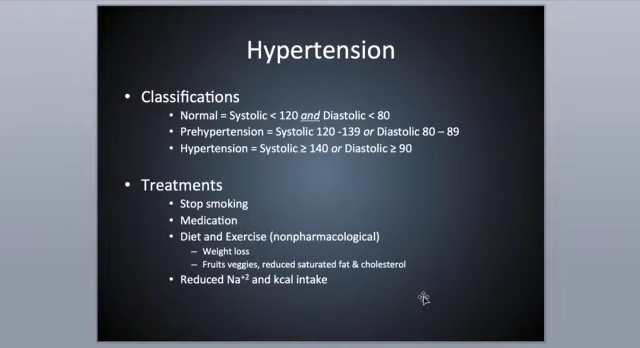 Hypertension
• Classifications
• Normal = Systolic < 120 and Diastolic < 80
• Prehypertension = Systolic 120 -139 or Diastolic 80 – 89
• Hypertension = Systolic ≥ 140 or Diastolic ≥ 90
• Treatments
• Stop smoking
• Medication
• Diet and Exercise (nonpharmacological)
– Weight loss
– Fruits veggies, reduced saturated fat & cholesterol
• Reduced Na⁺² and kcal intake